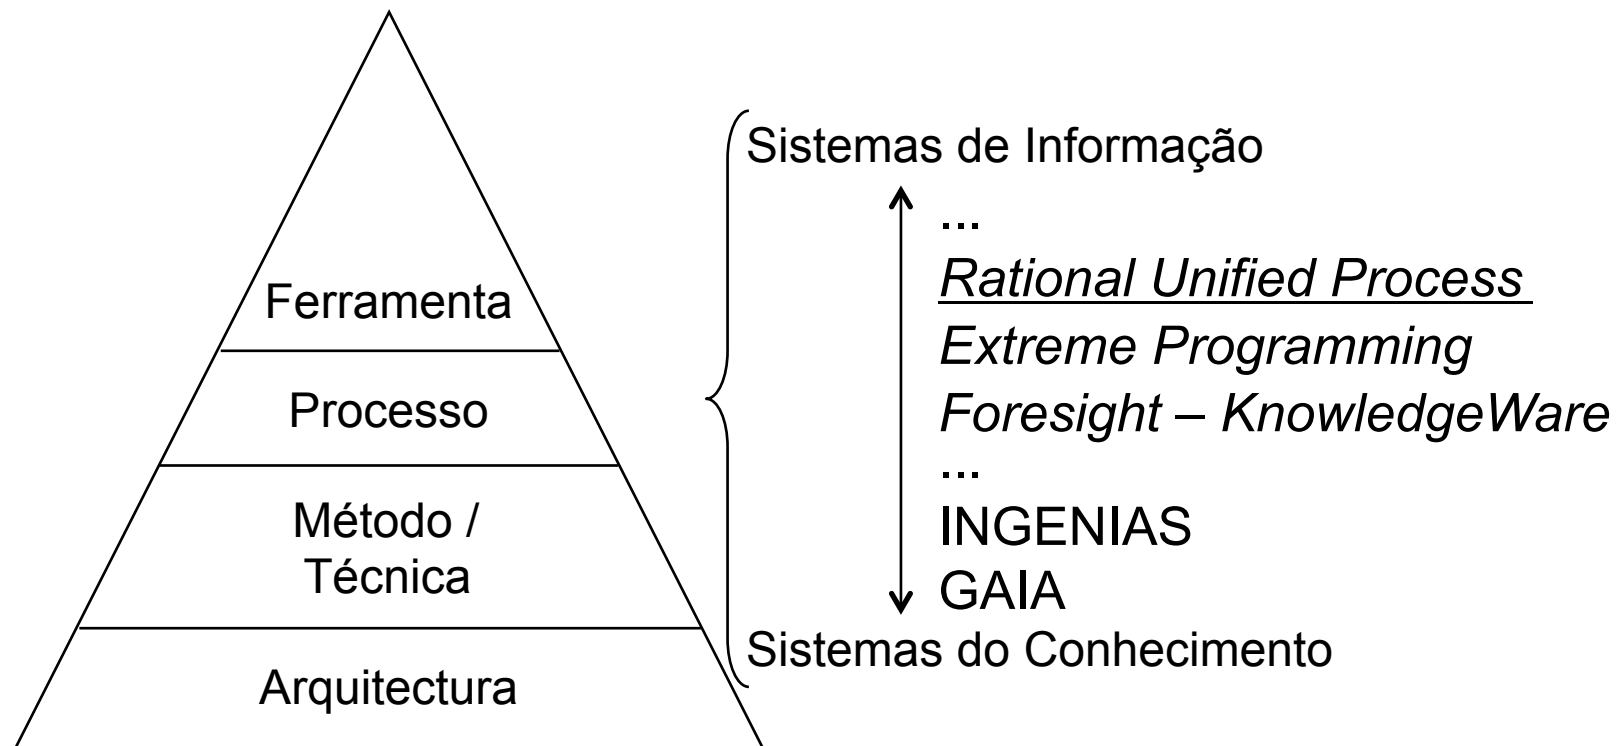 Ferramenta
Processo
Método /
Técnica
Arquitectura
Sistemas de Informação
...
Rational Unified Process
Extreme Programming
Foresight – KnowledgeWare
...
INGENIAS
GAIA
Sistemas do Conhecimento